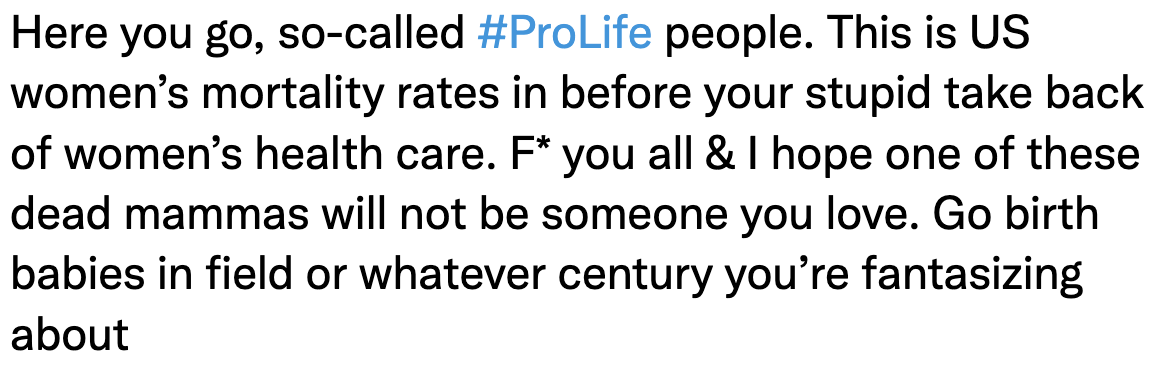 Here you go, so-called #ProLife people. This is US
women’s mortality rates in before your stupid take back
of women’s health care. F* you all & I hope one of these
dead mammas will not be someone you love. Go birth
babies in field or whatever century you’re fantasizing
about